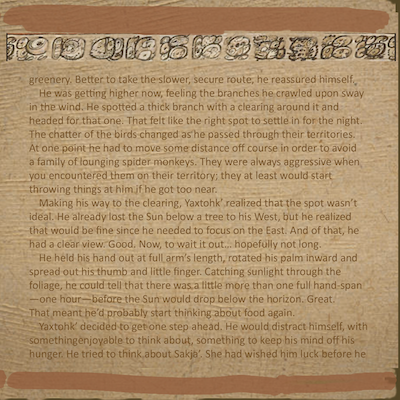 greenery. Better to take the slower, secure route, he reassured himself.
He was getting higher now, feeling the branches he crawled upon sway
in the wind. He spotted a thick branch with a clearing around it and
headed for that one. That felt like the right spot to settle in for the night.
The chatter of the birds changed as he passed through their territories.
At one point he had to move some distance off course in order to avoid
a family of lounging spider monkeys. They were always aggressive when
you encountered them on their territory; they at least would start
throwing things at him if he got too near.
Making his way to the clearing, Yaxtohk' realized that the spot wasn't
ideal. He already lost the Sun below a tree to his West, but he realized
that would be fine since he needed to focus on the East. And of that, he
had a clear view. Good. Now, to wait it out... hopefully not long.
He held his hand out at full arm's length, rotated his palm inward and
spread out his thumb and little finger. Catching sunlight through the
foliage, he could tell that there was a little more than one full hand-span
—one hour—before the Sun would drop below the horizon. Great.
That meant he'd probably start thinking about food again.
Yaxtohk' decided to get one step ahead. He would distract himself, with
somethingenjoyable to think about, something to keep his mind off his
hunger. He tried to think about Sakja'. She had wished him luck before he